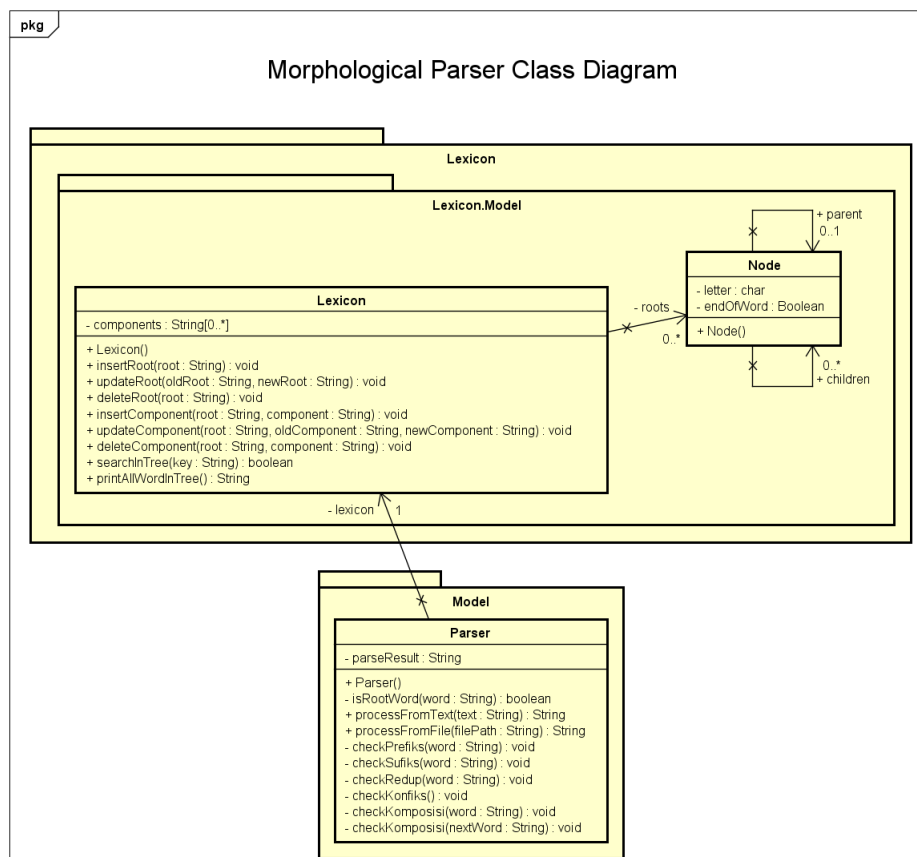 pkg
Morphological Parser Class Diagram
Lexicon
Lexicon.Model
+ parent
0..1
Node
- letter : char
- endOfWord : Boolean
+ Node()
0..*
+ children
- roots
0..*
Lexicon
- components : String[0..*]
+ Lexicon()
+ insertRoot(root : String) : void
+ updateRoot(oldRoot : String, newRoot : String) : void
+ deleteRoot(root : String) : void
+ insertComponent(root : String, component : String) : void
+ updateComponent(root : String, oldComponent : String, newComponent : String) : void
+ deleteComponent(root : String, component : String) : void
+ searchInTree(key : String) : boolean
+ printAllWordInTree() : String
- lexicon 1
Model
Parser
- parseResult : String
+ Parser()
- isRootWord(word : String) : boolean
+ processFromText(text : String) : String
+ processFromFile(filePath : String) : String
- checkPrefiks(word : String) : void
- checkSufiks(word : String) : void
- checkRedup(word : String) : void
- checkKonfiks() : void
- checkKomposisi(word : String) : void
- checkKomposisi(nextWord : String) : void